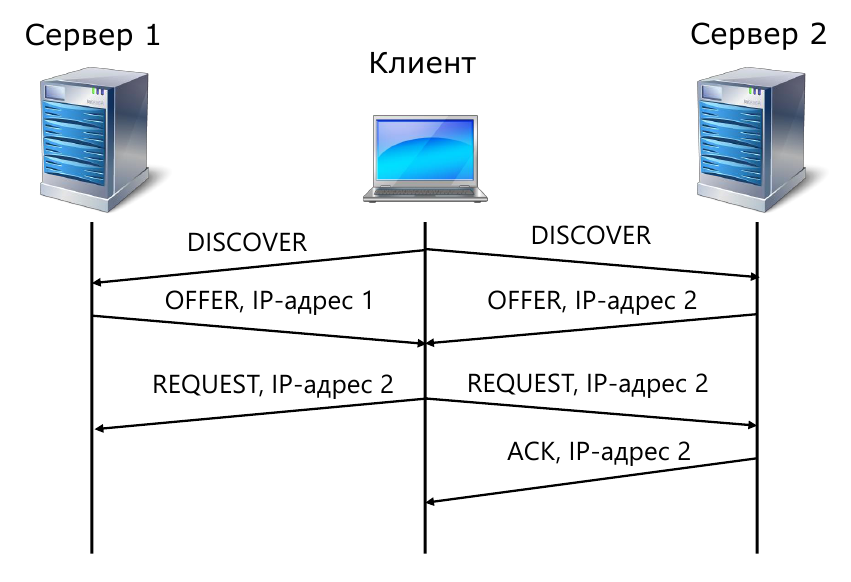 Сервер 1
Клиент
Сервер 2
DISCOVER
DISCOVER
OFFER, IP-адрес 1
OFFER, IP-адрес 2
REQUEST, IP-адрес 2
REQUEST, IP-адрес 2
ACK, IP-адрес 2